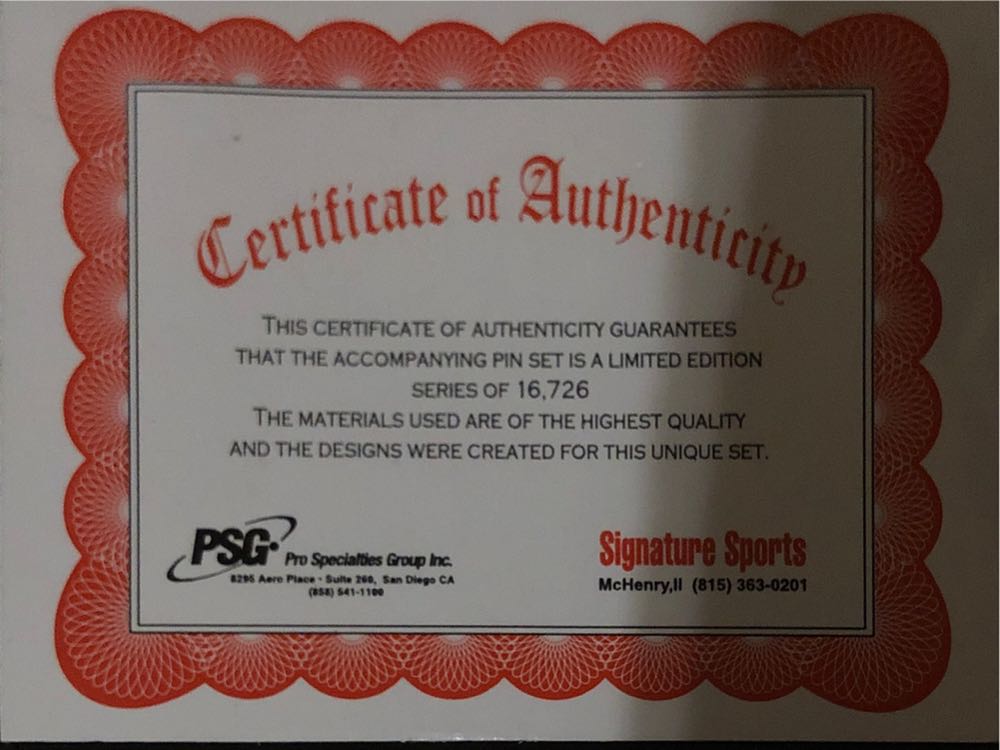 Certificate of Authenticity
THIS CERTIFICATE OF AUTHENTICITY GUARANTEES
THAT THE ACCOMPANYING PIN SET IS A LIMITED EDITION
SERIES OF 16,726
THE MATERIALS USED ARE OF THE HIGHEST QUALITY
AND THE DESIGNS WERE CREATED FOR THIS UNIQUE SET.
PSG Pro Specialties Group Inc.
8295 Aero Place - Suite 260, San Diego CA
(858) 541-1100
Signature Sports
McHenry,Il (815) 363-0201